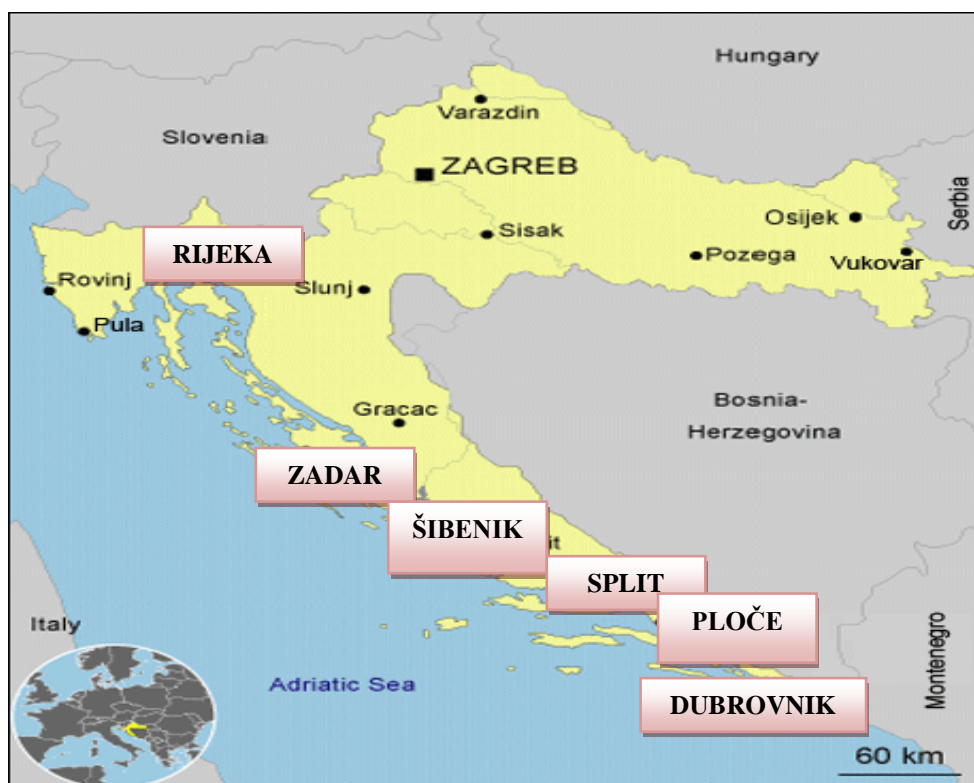 Hungary
Varazdin
Slovenia
ZAGREB
Serbia
Osijek
Sisak
RIJEKA
Pozega
Vukovar
Rovinj
Slunj
Pula
Bosnia-
Herzegovina
Gracac
ZADAR
ŠIBENIK
it
SPLIT
PLOČE
Italy
Montenegro
Adriatic Sea
DUBROVNIK
60 km